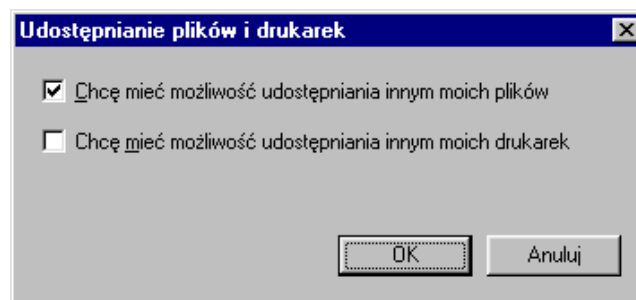 Udostępnianie plików i drukarek
Chcę mieć możliwość udostępniania innym moich plików
Chcę mieć możliwość udostępniania innym moich drukarek
OK Anuluj